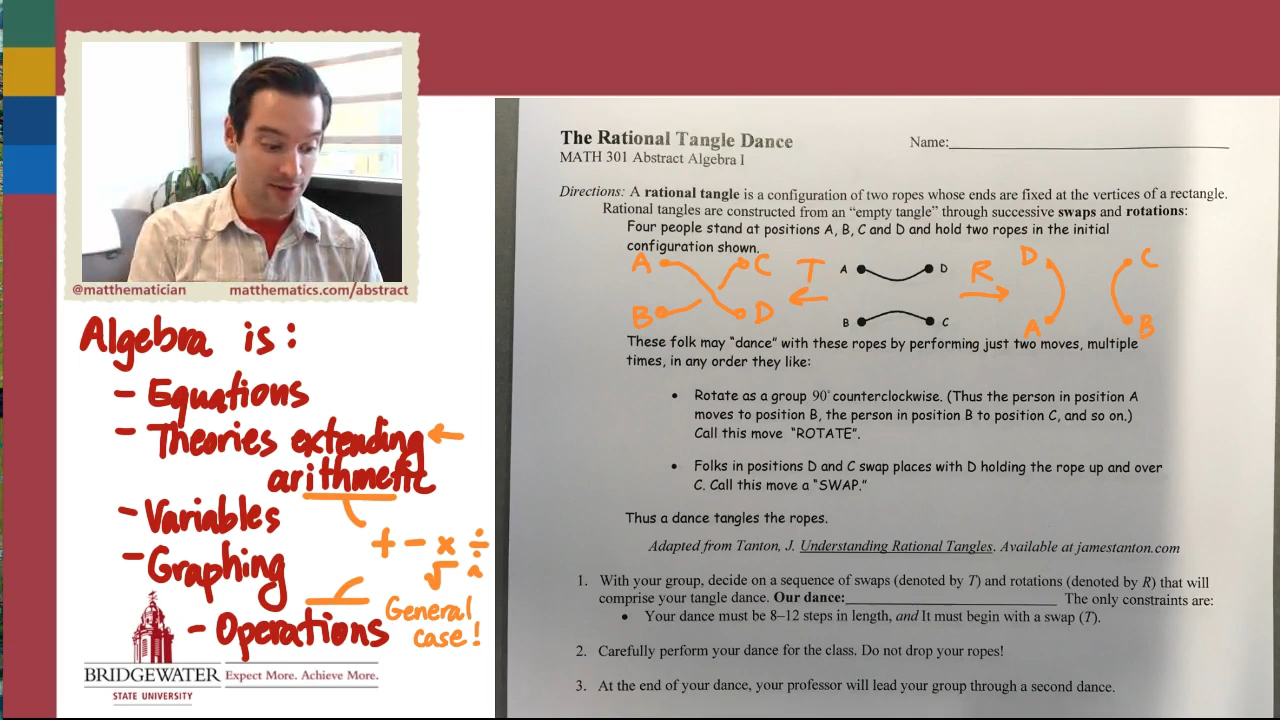 @matthematician matthematics.com/abstract
Algebra is:
- Equations
- Theories extending ←
arithmetic
- Variables
+ - × ÷
√ ^
- Graphing
- Operations
General
case!
BRIDGEWATER
STATE UNIVERSITY
Expect More. Achieve More.
The Rational Tangle Dance
Name:
MATH 301 Abstract Algebra I
Directions: A rational tangle is a configuration of two ropes whose ends are fixed at the vertices of a rectangle.
Rational tangles are constructed from an “empty tangle” through successive swaps and rotations:
Four people stand at positions A, B, C and D and hold two ropes in the initial
configuration shown.
A C T A D R D C
B D B C A B
These folk may “dance” with these ropes by performing just two moves, multiple
times, in any order they like:
• Rotate as a group 90° counterclockwise. (Thus the person in position A
moves to position B, the person in position B to position C, and so on.)
Call this move “ROTATE”.
• Folks in positions D and C swap places with D holding the rope up and over
C. Call this move a “SWAP.”
Thus a dance tangles the ropes.
Adapted from Tanton, J. Understanding Rational Tangles. Available at jamestanton.com
1. With your group, decide on a sequence of swaps (denoted by T) and rotations (denoted by R) that will
comprise your tangle dance. Our dance: The only constraints are:
• Your dance must be 8–12 steps in length, and It must begin with a swap (T).
2. Carefully perform your dance for the class. Do not drop your ropes!
3. At the end of your dance, your professor will lead your group through a second dance.